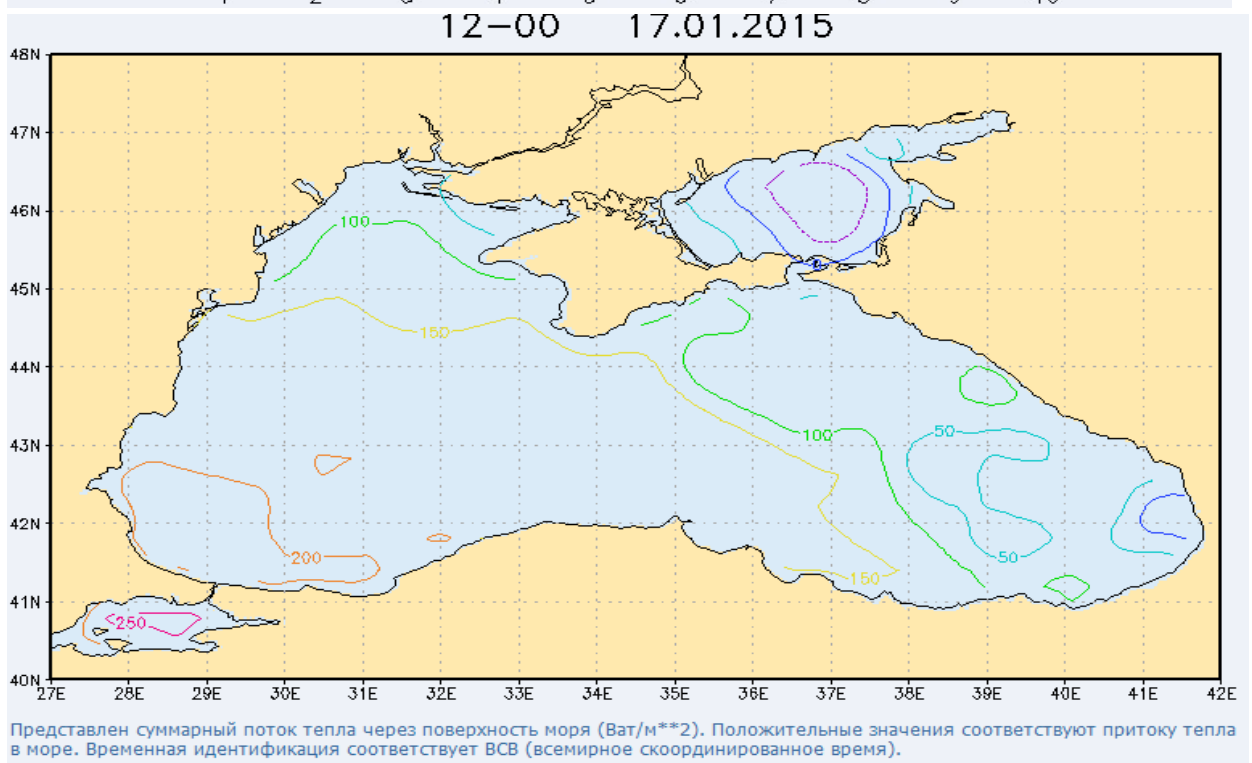 12-00 17.01.2015
48N
47N
100
46N
0
45N
150
44N
100
50
43N
42N
200
50
150
41N
250
40N
27E 28E 29E 30E 31E 32E 33E 34E 35E 36E 37E 38E 39E 40E 41E 42E
Представлен суммарный поток тепла через поверхность моря (Ват/м**2). Положительные значения соответствуют притоку тепла
в море. Временная идентификация соответствует ВСВ (всемирное скоординированное время).